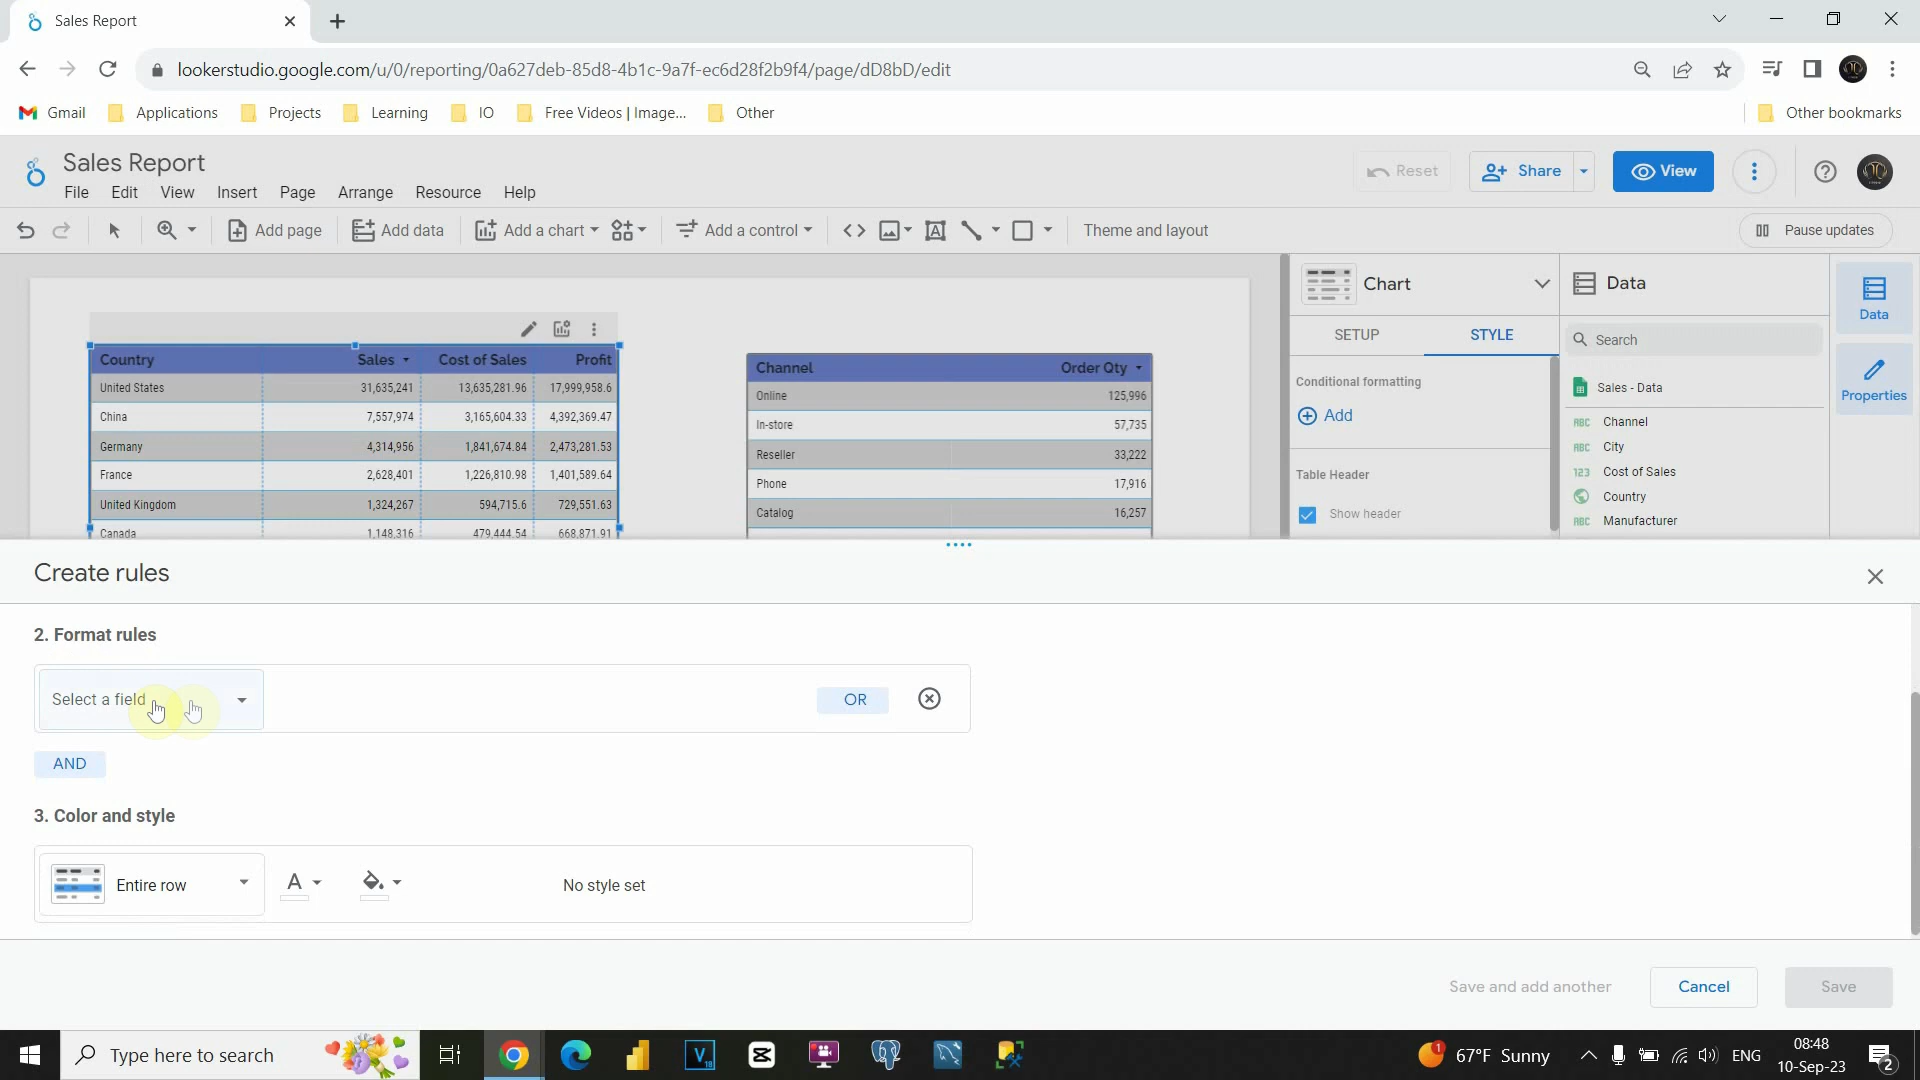 Sales Report
lookerstudio.google.com/u/0/reporting/0a627deb-85d8-4b1c-9a7f-ec6d28f2b9f4/page/dD8bD/edit
Gmail Applications Projects Learning IO Free Videos | Image... Other Other bookmarks
Sales Report
File Edit View Insert Page Arrange Resource Help
Reset Share View
Add page Add data Add a chart Add a control Theme and layout Pause updates
Country Sales Cost of Sales Profit
United States 31,635,241 13,635,281.96 17,999,958.6
China 7,557,974 3,165,604.33 4,392,369.47
Germany 4,314,956 1,841,674.84 2,473,281.53
France 2,628,401 1,226,810.98 1,401,589.64
United Kingdom 1,324,267 594,715.6 729,551.63
Canada 1,148,316 479,444.54 668,871.91
Channel Order Qty
Online 125,996
In-store 57,735
Reseller 33,222
Phone 17,916
Catalog 16,257
Chart
SETUP STYLE
Conditional formatting
Add
Table Header
Show header
Data
Search
Sales - Data
ABC Channel
ABC City
123 Cost of Sales
Country
ABC Manufacturer
Data
Properties
Create rules
2. Format rules
Select a field OR
AND
3. Color and style
Entire row A No style set
Save and add another Cancel Save
Type here to search
V 18
1 67°F Sunny ENG
08:48
10-Sep-23
2